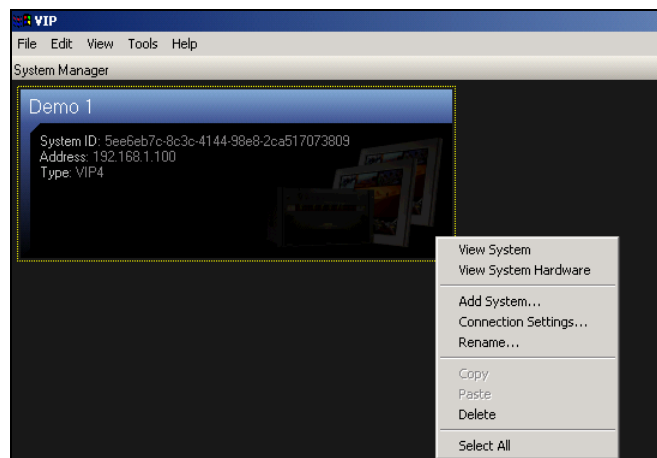 VIP
File Edit View Tools Help
System Manager
Demo 1
System ID: 5ee6eb7c-8c3c-4144-98e8-2ca517073809
Address: 192.168.1.100
Type: VIP4
View System
View System Hardware
Add System...
Connection Settings...
Rename...
Copy
Paste
Delete
Select All